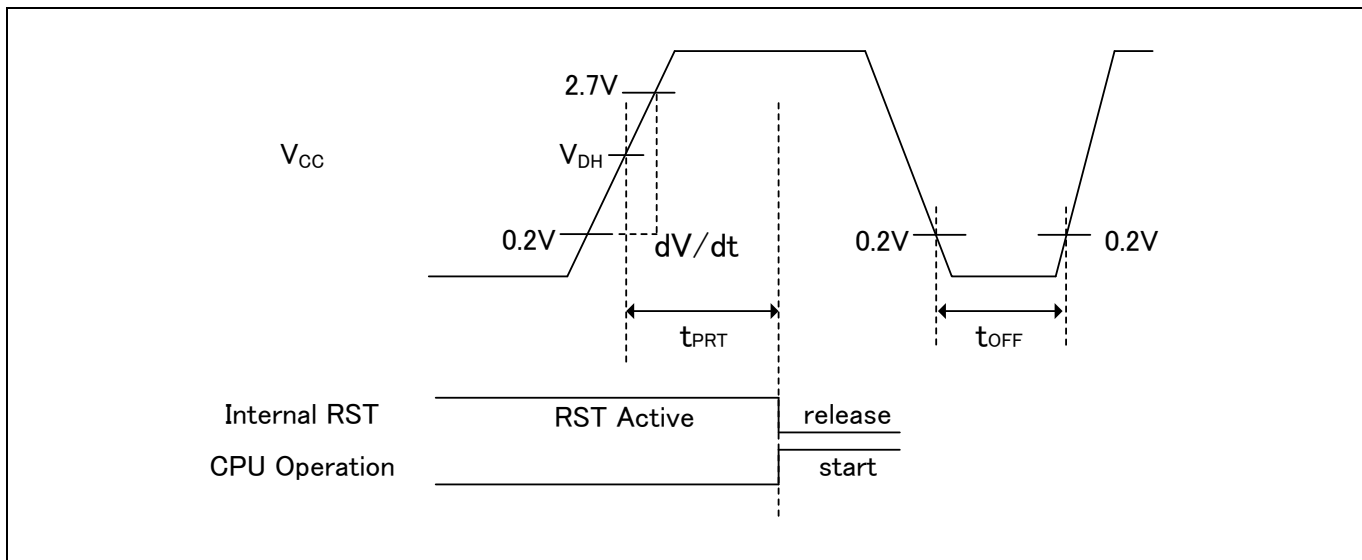 2.7V
VCC
VDH
0.2V
dV/dt
0.2V
0.2V
tPRT
tOFF
Internal RST
RST Active
release
CPU Operation
start